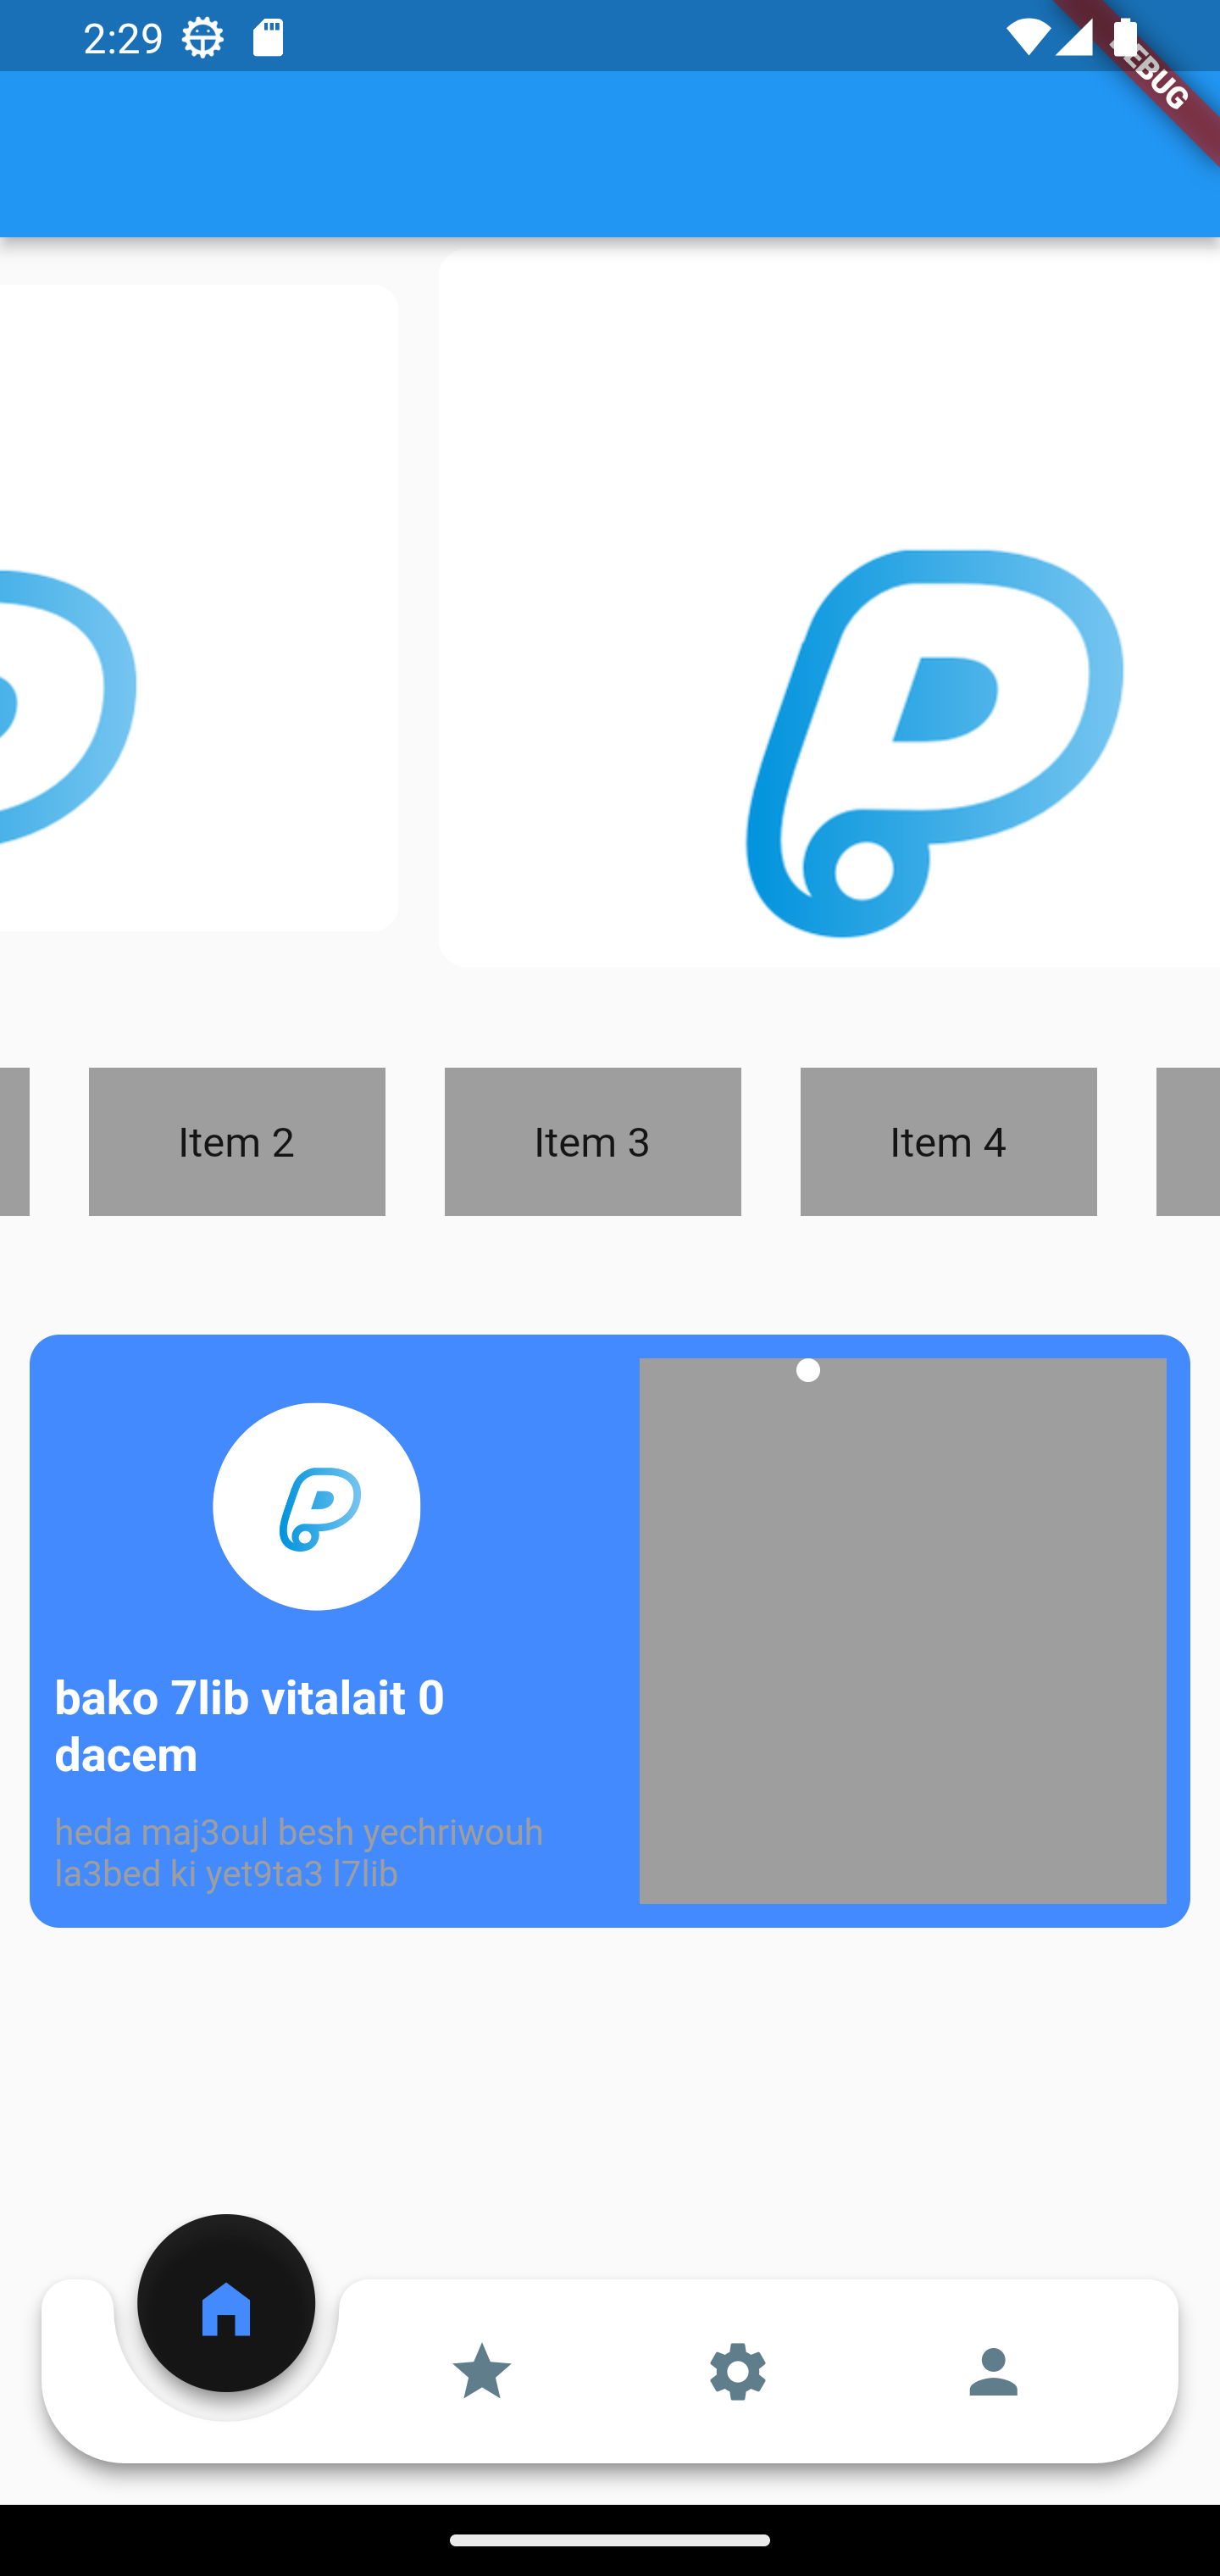 2:29
DEBUG
Item 2
Item 3
Item 4
bako 7lib vitalait 0
dacem
heda maj3oul besh yechriwouh
la3bed ki yet9ta3 l7lib